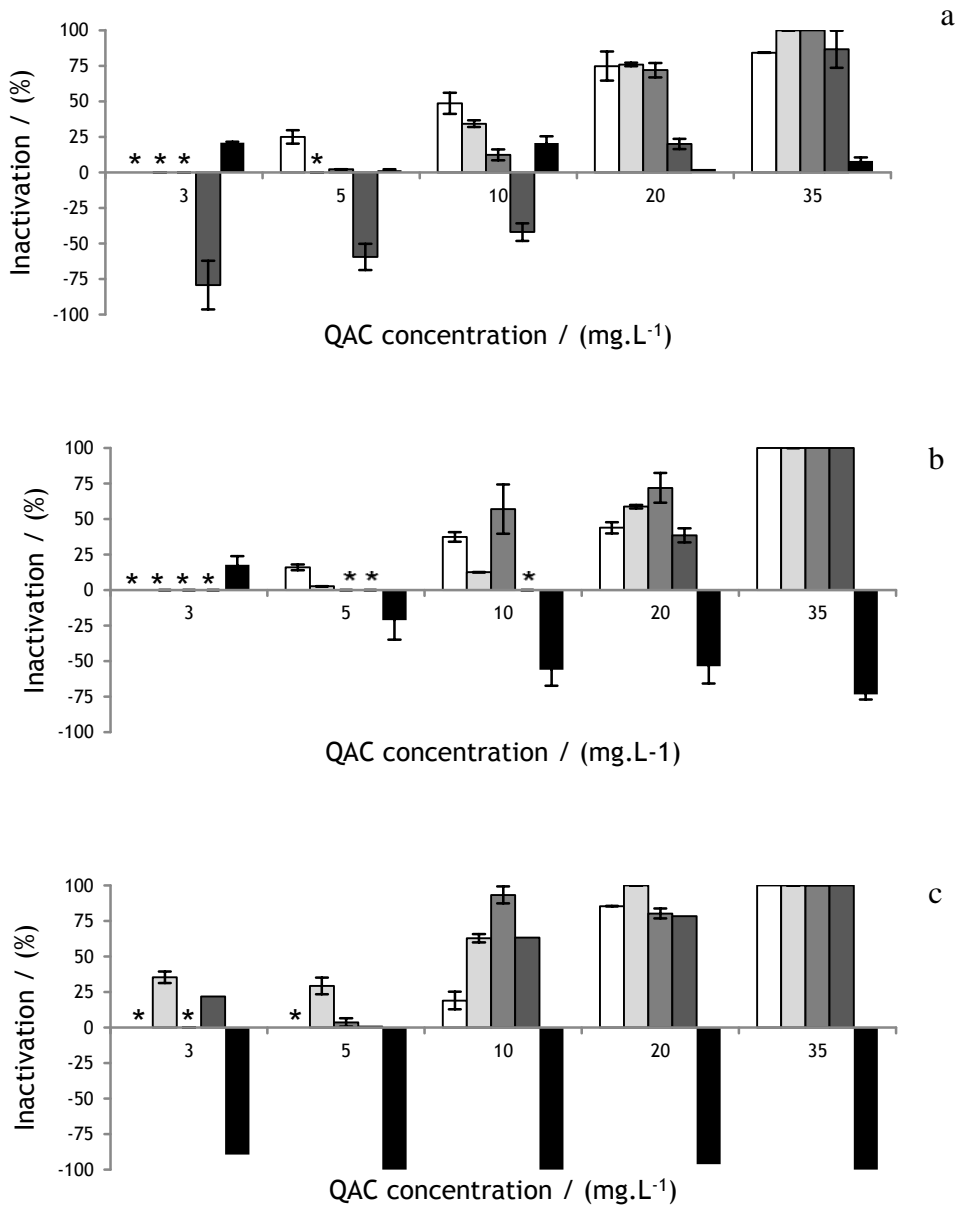 a
100
75
50
25
0
-25
-50
-75
-100
Inactivation / (%)
* * *
*
3 5 10 20 35
QAC concentration / (mg.L⁻¹)
b
100
75
50
25
0
-25
-50
-75
-100
Inactivation / (%)
* * * *
* *
*
3 5 10 20 35
QAC concentration / (mg.L-1)
c
100
75
50
25
0
-25
-50
-75
-100
Inactivation / (%)
* *
*
3 5 10 20 35
QAC concentration / (mg.L⁻¹)